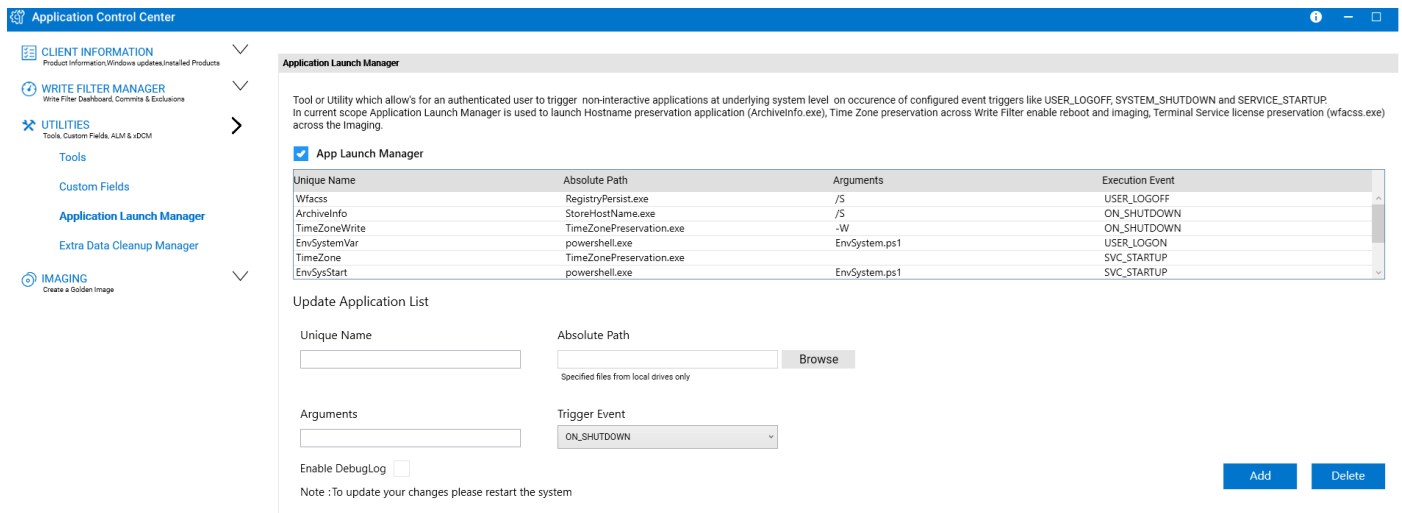 Application Control Center
CLIENT INFORMATION
Product Information,Windows updates,Installed Products
WRITE FILTER MANAGER
Write Filter Dashboard, Commits & Exclusions
UTILITIES
Tools, Custom Fields, ALM & xDCM
Tools
Custom Fields
Application Launch Manager
Extra Data Cleanup Manager
IMAGING
Create a Golden Image
Application Launch Manager
Tool or Utility which allow's for an authenticated user to trigger non-interactive applications at underlying system level on occurence of configured event triggers like USER_LOGOFF, SYSTEM_SHUTDOWN and SERVICE_STARTUP.
In current scope Application Launch Manager is used to launch Hostname preservation application (ArchiveInfo.exe), Time Zone preservation across Write Filter enable reboot and imaging, Terminal Service license preservation (wfacss.exe)
across the Imaging.
App Launch Manager
Unique Name Absolute Path Arguments Execution Event
Wfacss RegistryPersist.exe /S USER_LOGOFF
ArchiveInfo StoreHostName.exe /S ON_SHUTDOWN
TimeZoneWrite TimeZonePreservation.exe -W ON_SHUTDOWN
EnvSystemVar powershell.exe EnvSystem.ps1 USER_LOGON
TimeZone TimeZonePreservation.exe SVC_STARTUP
EnvSysStart powershell.exe EnvSystem.ps1 SVC_STARTUP
Update Application List
Unique Name Absolute Path
Browse
Specified files from local drives only
Arguments Trigger Event
ON_SHUTDOWN
Enable DebugLog
Add Delete
Note :To update your changes please restart the system